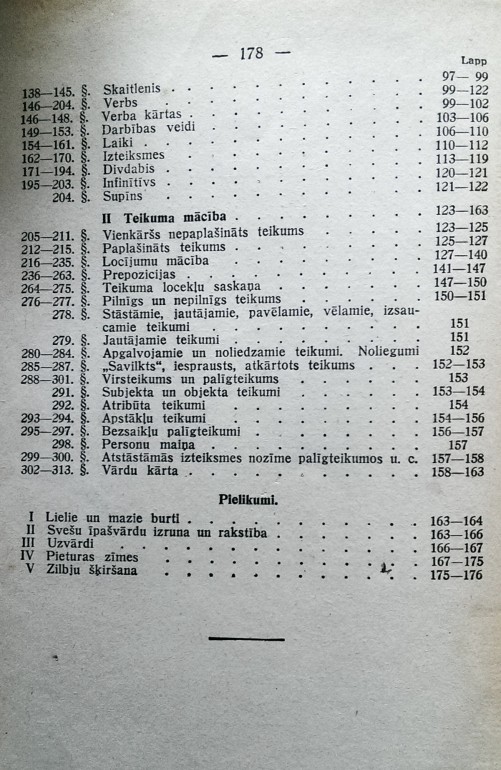 — 178 —
Lapp
138—145. §. Skaitlenis . . . . . . . . . 97— 99
146—204. §. Verbs . . . . . . . . . 99—122
146—148. §. Verba kārtas . . . . . . . . . 99—102
149—153. §. Darbības veidi . . . . . . . . . 103—106
154—161. §. Laiki . . . . . . . . . 106—110
162—170. §. Izteiksmes . . . . . . . . . 110—112
171—194. §. Divdabis . . . . . . . . . 113—119
195—203. §. Infinitīvs . . . . . . . . . 120—121
204. §. Supīns . . . . . . . . . 121—122
II Teikuma mācība . . . . . . . . 123—163
205—211. §. Vienkāršs nepaplašināts teikums . . . . . 123—125
212—215. §. Paplašināts teikums . . . . . . . . 125—127
216—235. §. Locījumu mācība . . . . . . . . 127—140
236—263. §. Prepozicijas . . . . . . . . . 141—147
264—275. §. Teikuma locekļu saskaņa . . . . . . 147—150
276—277. §. Pilnīgs un nepilnīgs teikums . . . . . . 150—151
278. §. Stāstāmie, jautājamie, pavēlamie, vēlamie, izsau-
camie teikumi . . . . . . . . . 151
279. §. Jautājamie teikumi . . . . . . . . 151
280—284. §. Apgalvojamie un noliedzamie teikumi. Noliegumi 152
285—287. §. „Savilkts“, iesprausts, atkārtots teikums . . . . 152—153
288—301. §. Virsteikums un palīgteikums . . . . . . 153
291. §. Subjekta un objekta teikumi . . . . . . 153—154
292. §. Atribūta teikumi . . . . . . . . 154
293—294. §. Apstākļu teikumi . . . . . . . . 154—156
295—297. §. Bezsaikļu palīgteikumi . . . . . . . 156—157
298. §. Personu maiņa . . . . . . . . 157
299—300. §. Atstāstāmās izteiksmes nozīme palīgteikumos u. c. 157—158
302—313. §. Vārdu kārta . . . . . . . . . 158—163
Pielikumi.
I Lielie un mazie burti . . . . . . . . . 163—164
II Svešu īpašvārdu izruna un rakstība . . . . . . 163—166
III Uzvārdi . . . . . . . . . . . 166—167
IV Pieturas zīmes . . . . . . . . . . 167—175
V Zilbju šķiršana . . . . . . . . . . 175—176